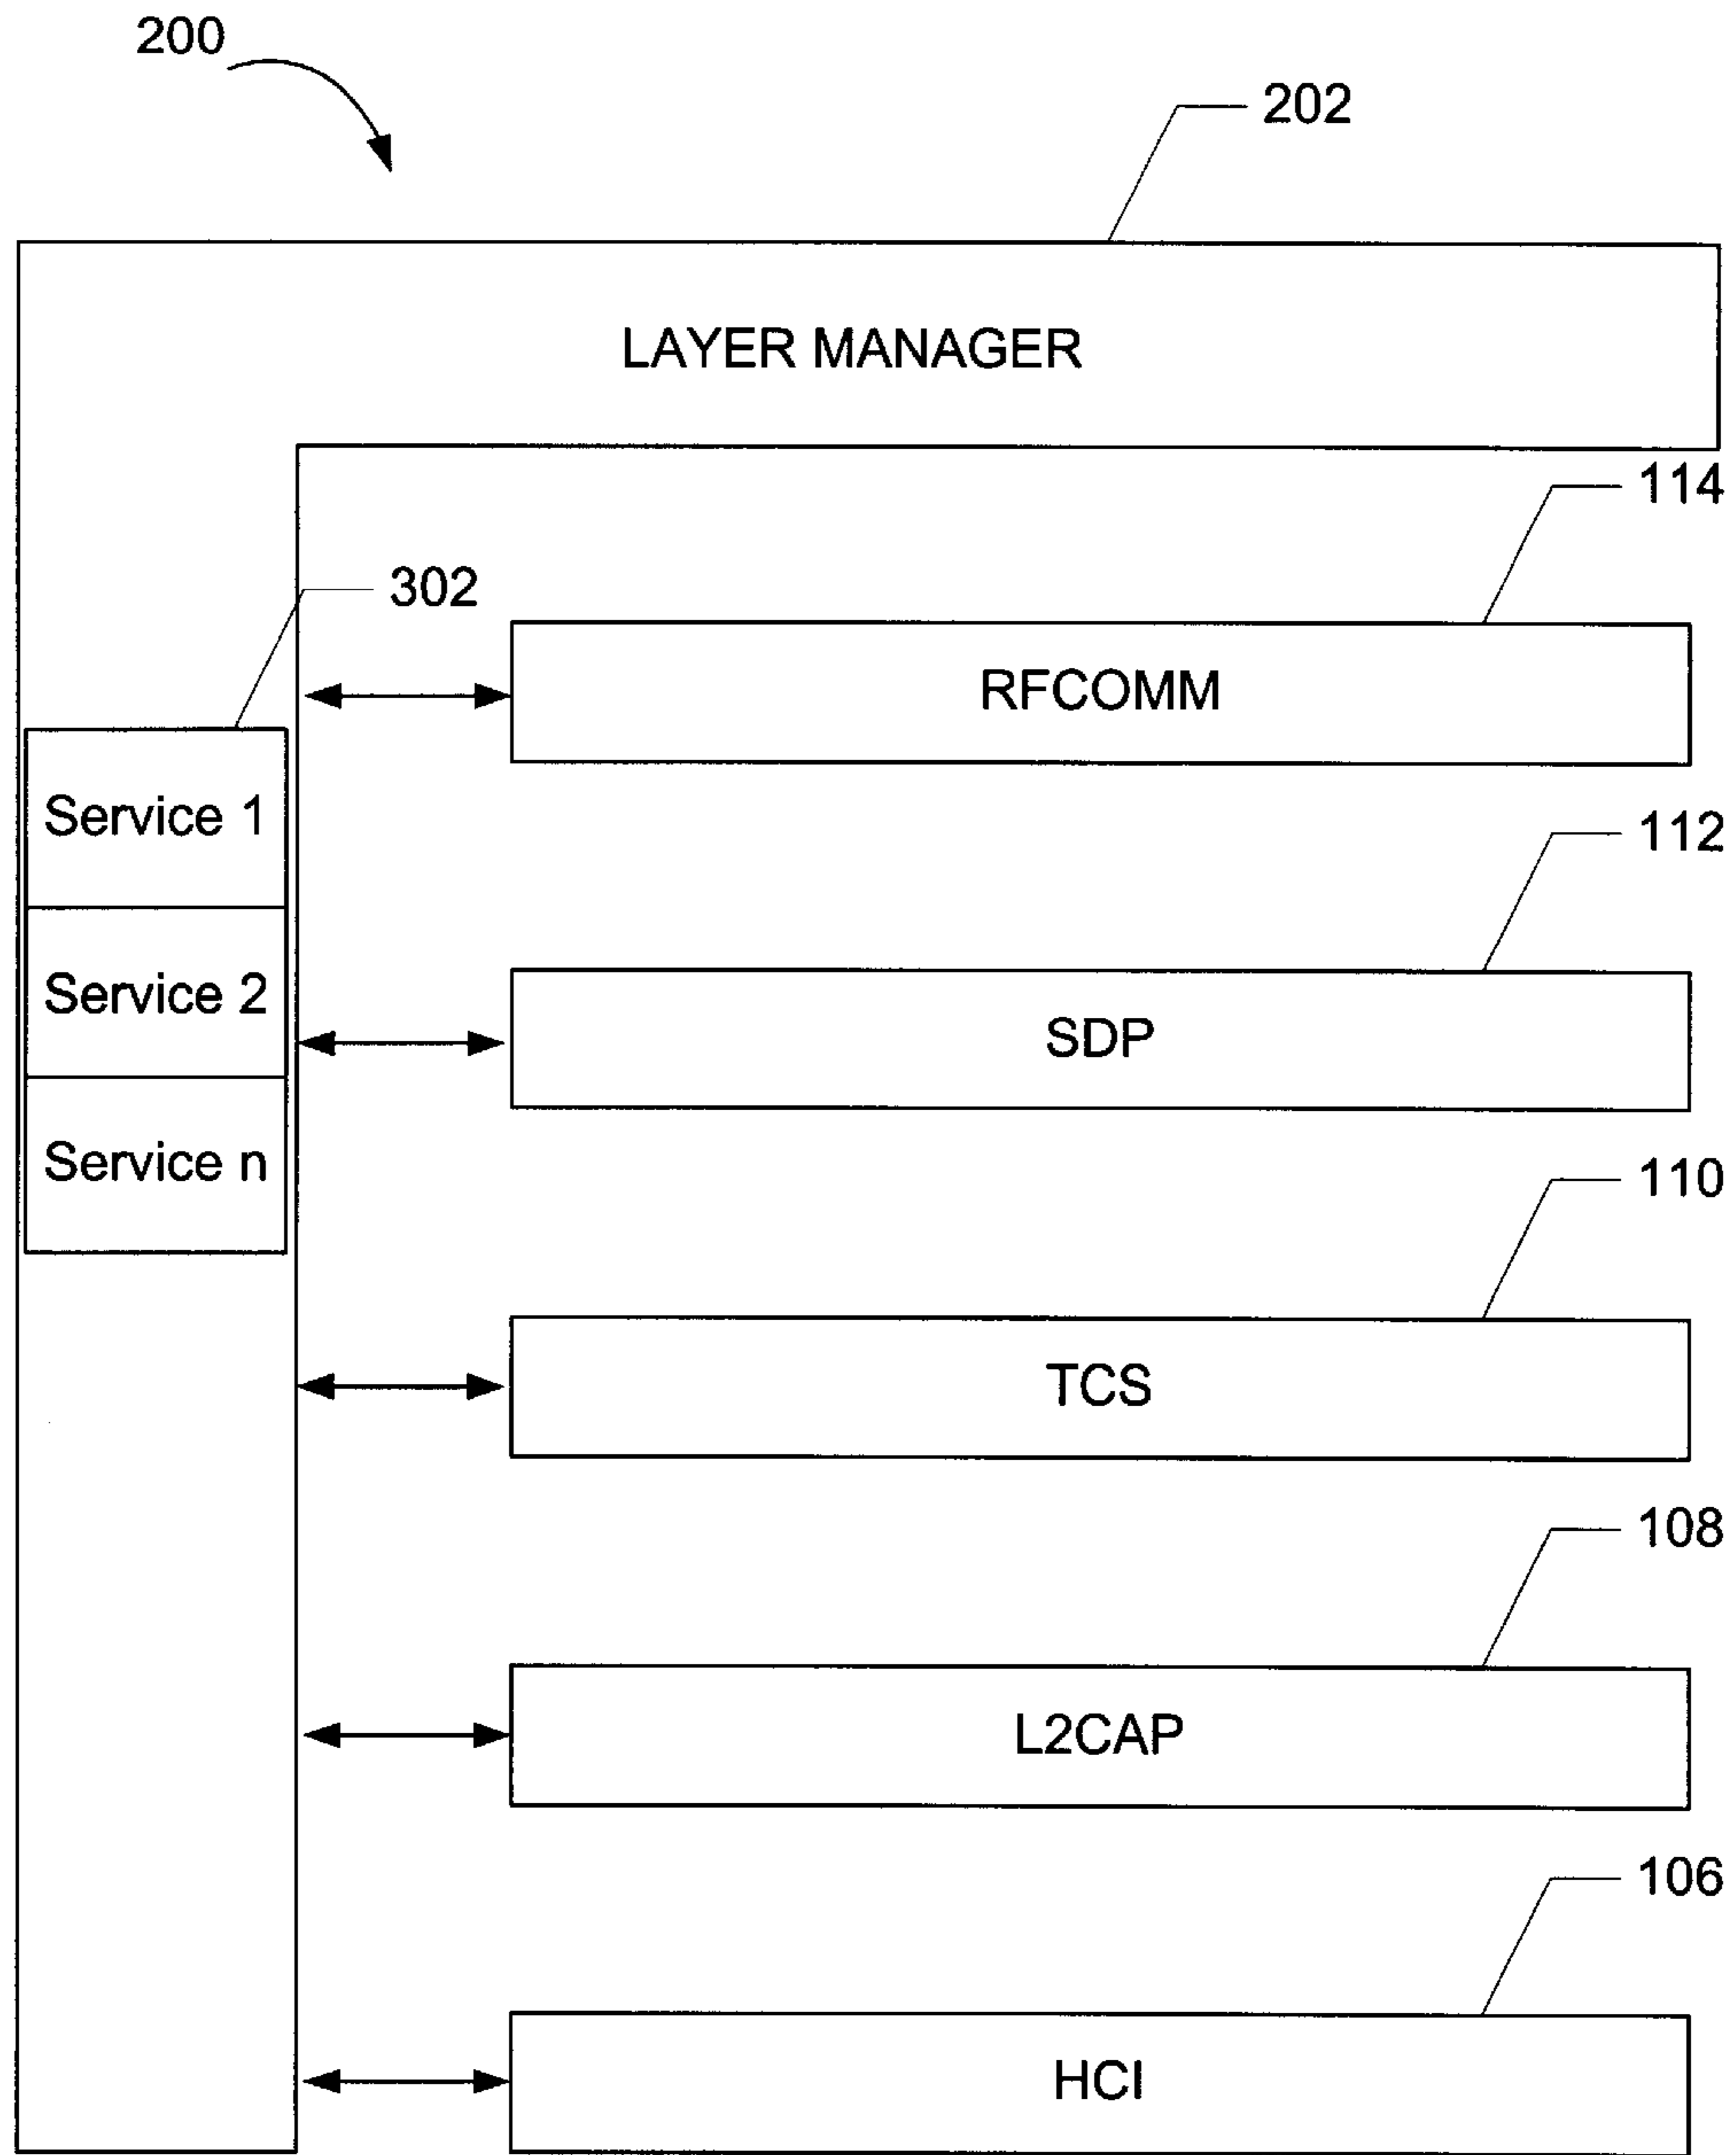 200
202
LAYER MANAGER
114
302
RFCOMM
Service 1
112
Service 2
SDP
Service n
110
TCS
108
L2CAP
106
HCI